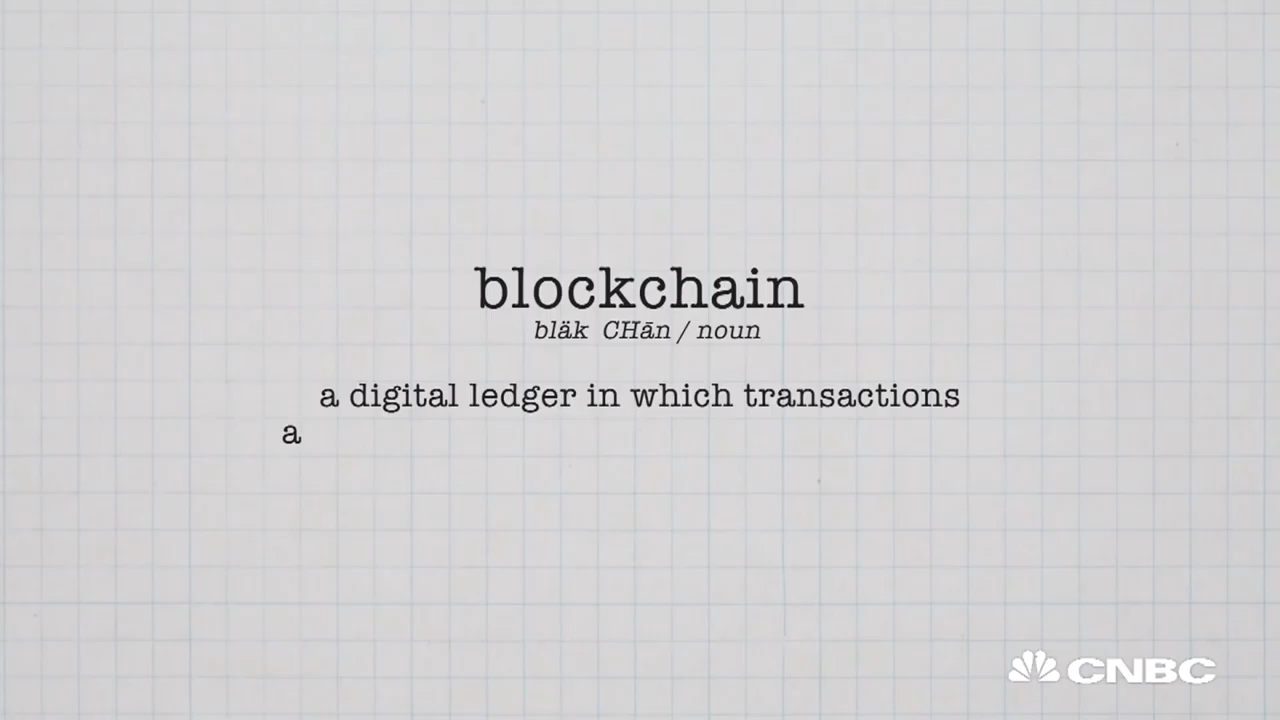 blockchain
bläk CHān / noun
a digital ledger in which transactions
a
CNBC